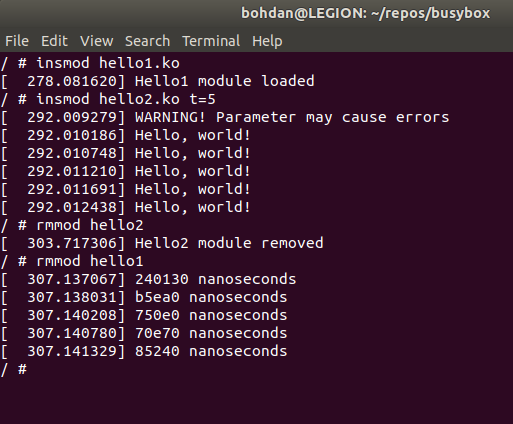 bohdan@LEGION: ~/repos/busybox
File Edit View Search Terminal Help
/ # insmod hello1.ko
[  278.081620] Hello1 module loaded
/ # insmod hello2.ko t=5
[  292.009279] WARNING! Parameter may cause errors
[  292.010186] Hello, world!
[  292.010748] Hello, world!
[  292.011210] Hello, world!
[  292.011691] Hello, world!
[  292.012438] Hello, world!
/ # rmmod hello2
[  303.717306] Hello2 module removed
/ # rmmod hello1
[  307.137067] 240130 nanoseconds
[  307.138031] b5ea0 nanoseconds
[  307.140208] 750e0 nanoseconds
[  307.140780] 70e70 nanoseconds
[  307.141329] 85240 nanoseconds
/ #